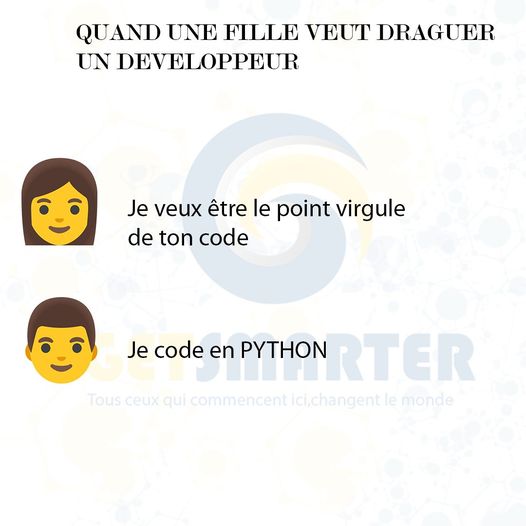 QUAND UNE FILLE VEUT DRAGUER
UN DEVELOPPEUR
Je veux être le point virgule
de ton code
Je code en PYTHON
GETSMARTER
Tous ceux qui commencent ici,changent le monde